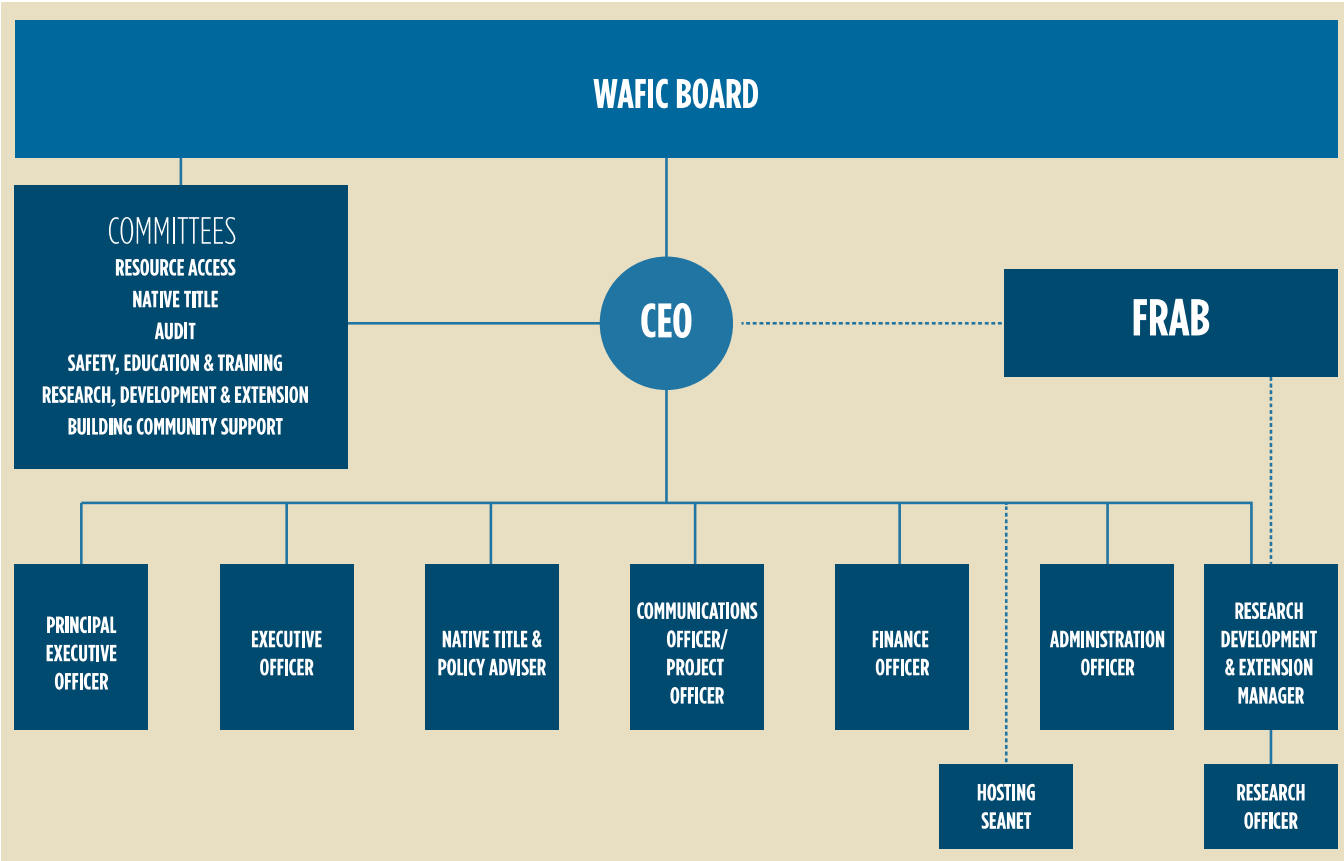 WAFIC BOARD
COMMITTEES
RESOURCE ACCESS
NATIVE TITLE
AUDIT
SAFETY, EDUCATION & TRAINING
RESEARCH, DEVELOPMENT & EXTENSION
BUILDING COMMUNITY SUPPORT
CEO
FRAB
PRINCIPAL
EXECUTIVE
OFFICER
EXECUTIVE
OFFICER
NATIVE TITLE &
POLICY ADVISER
COMMUNICATIONS
OFFICER/
PROJECT
OFFICER
FINANCE
OFFICER
ADMINISTRATION
OFFICER
RESEARCH
DEVELOPMENT
& EXTENSION
MANAGER
HOSTING
SEANET
RESEARCH
OFFICER